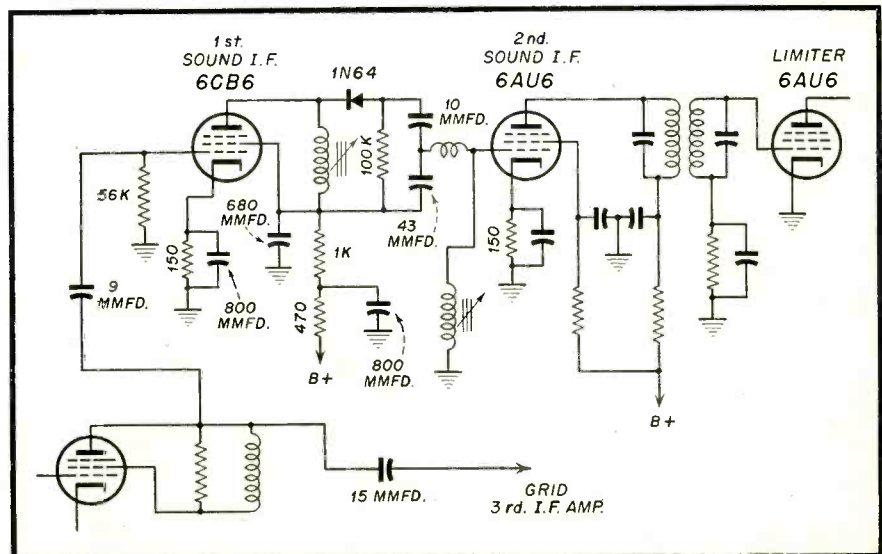 1st.
SOUND I.F.
6CB6
1N64
2nd.
SOUND I.F.
6AU6
LIMITER
6AU6
10
MMFD.
100K
56K
680
MMFD.
43
MMFD.
150
1K
150
9
MMFD.
800
MMFD.
470
800
MMFD.
B+
B+
15 MMFD.
GRID
3rd. I.F. AMP.